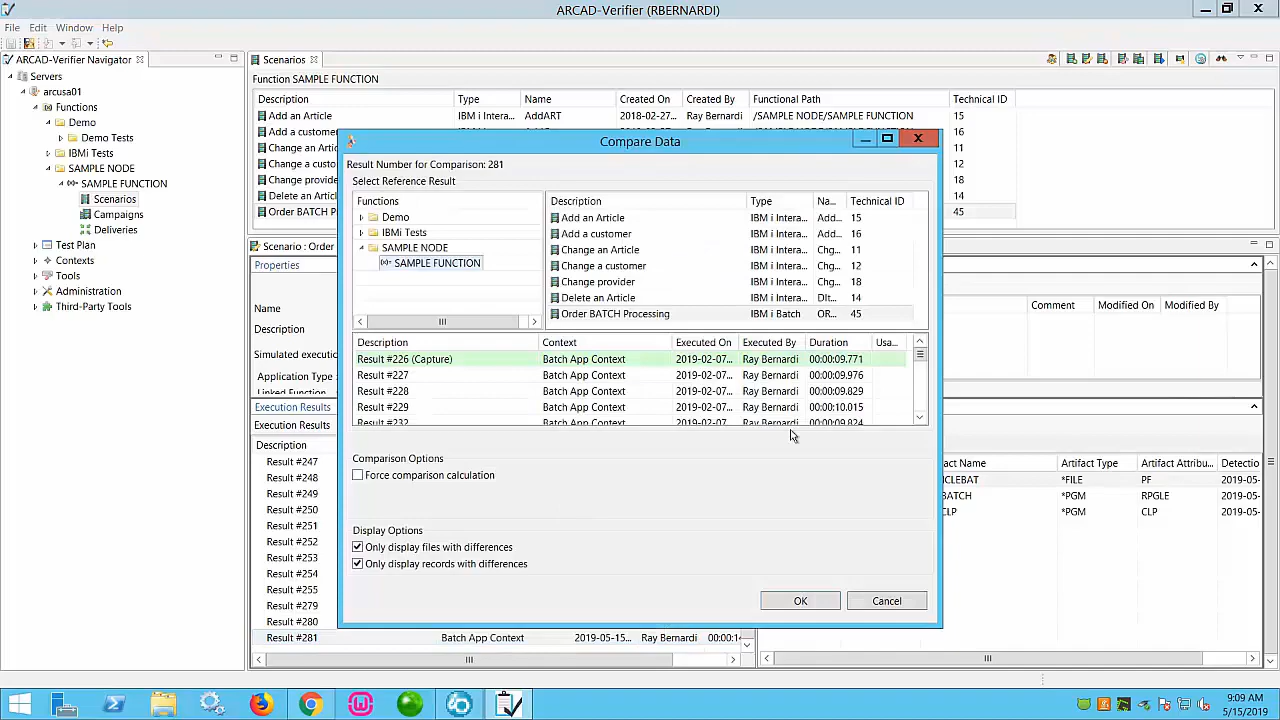 ARCAD-Verifier (RBERNARDI)
File Edit Window Help
ARCAD-Verifier Navigator
Servers
arcusa01
Functions
Demo
Demo Tests
IBMi Tests
SAMPLE NODE
SAMPLE FUNCTION
Scenarios
Campaigns
Deliveries
Test Plan
Contexts
Tools
Administration
Third-Party Tools
Scenarios
Function SAMPLE FUNCTION
Description Type Name Created On Created By Functional Path Technical ID
Add an Article IBM i Intera... AddART 2018-02-27... Ray Bernardi /SAMPLE NODE/SAMPLE FUNCTION 15
Add a custome 16
Change an Artic 11
Change a custo 12
Change provide 18
Delete an Artic 14
Order BATCH P 45
Scenario : Order
Properties
Name
Description
Simulated executio
Application Type :
Linked Function
Comment Modified On Modified By
Execution Results
Execution Results
Description
Result #247
Result #248
Result #249
Result #250
Result #251
Result #252
Result #253
Result #254
Result #255
Result #279
Result #280
Result #281 Batch App Context 2019-05-15... Ray Bernardi 00:00:14
act Name Artifact Type Artifact Attribu... Detectio
CLEBAT *FILE PF 2019-05-
BATCH *PGM RPGLE 2019-05-
CLP *PGM CLP 2019-05-
Compare Data
Result Number for Comparison: 281
Select Reference Result
Functions
Demo
IBMi Tests
SAMPLE NODE
SAMPLE FUNCTION
Description Type Na... Technical ID
Add an Article IBM i Intera... Add... 15
Add a customer IBM i Intera... Add... 16
Change an Article IBM i Intera... Chg... 11
Change a customer IBM i Intera... Chg... 12
Change provider IBM i Intera... Chg... 18
Delete an Article IBM i Intera... Dlt... 14
Order BATCH Processing IBM i Batch OR... 45
Description Context Executed On Executed By Duration Usa...
Result #226 (Capture) Batch App Context 2019-02-07... Ray Bernardi 00:00:09.771
Result #227 Batch App Context 2019-02-07... Ray Bernardi 00:00:09.976
Result #228 Batch App Context 2019-02-07... Ray Bernardi 00:00:09.829
Result #229 Batch App Context 2019-02-07... Ray Bernardi 00:00:10.015
Result #232 Batch App Context 2019-02-07... Ray Bernardi 00:00:09.824
Comparison Options
Force comparison calculation
Display Options
Only display files with differences
Only display records with differences
OK Cancel
9:09 AM
5/15/2019